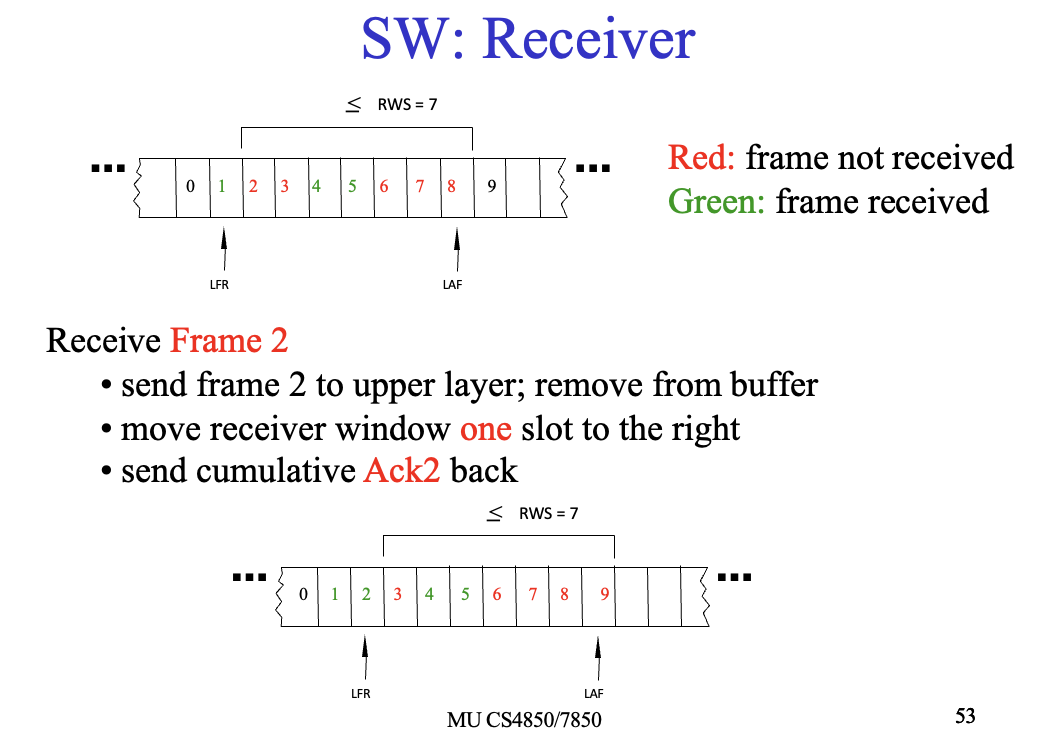 SW: Receiver
≤ RWS = 7
... 0 1 2 3 4 5 6 7 8 9 ...
Red: frame not received
Green: frame received
LFR LAF
Receive Frame 2
• send frame 2 to upper layer; remove from buffer
• move receiver window one slot to the right
• send cumulative Ack2 back
≤ RWS = 7
... 0 1 2 3 4 5 6 7 8 9 ...
LFR LAF
MU CS4850/7850
53